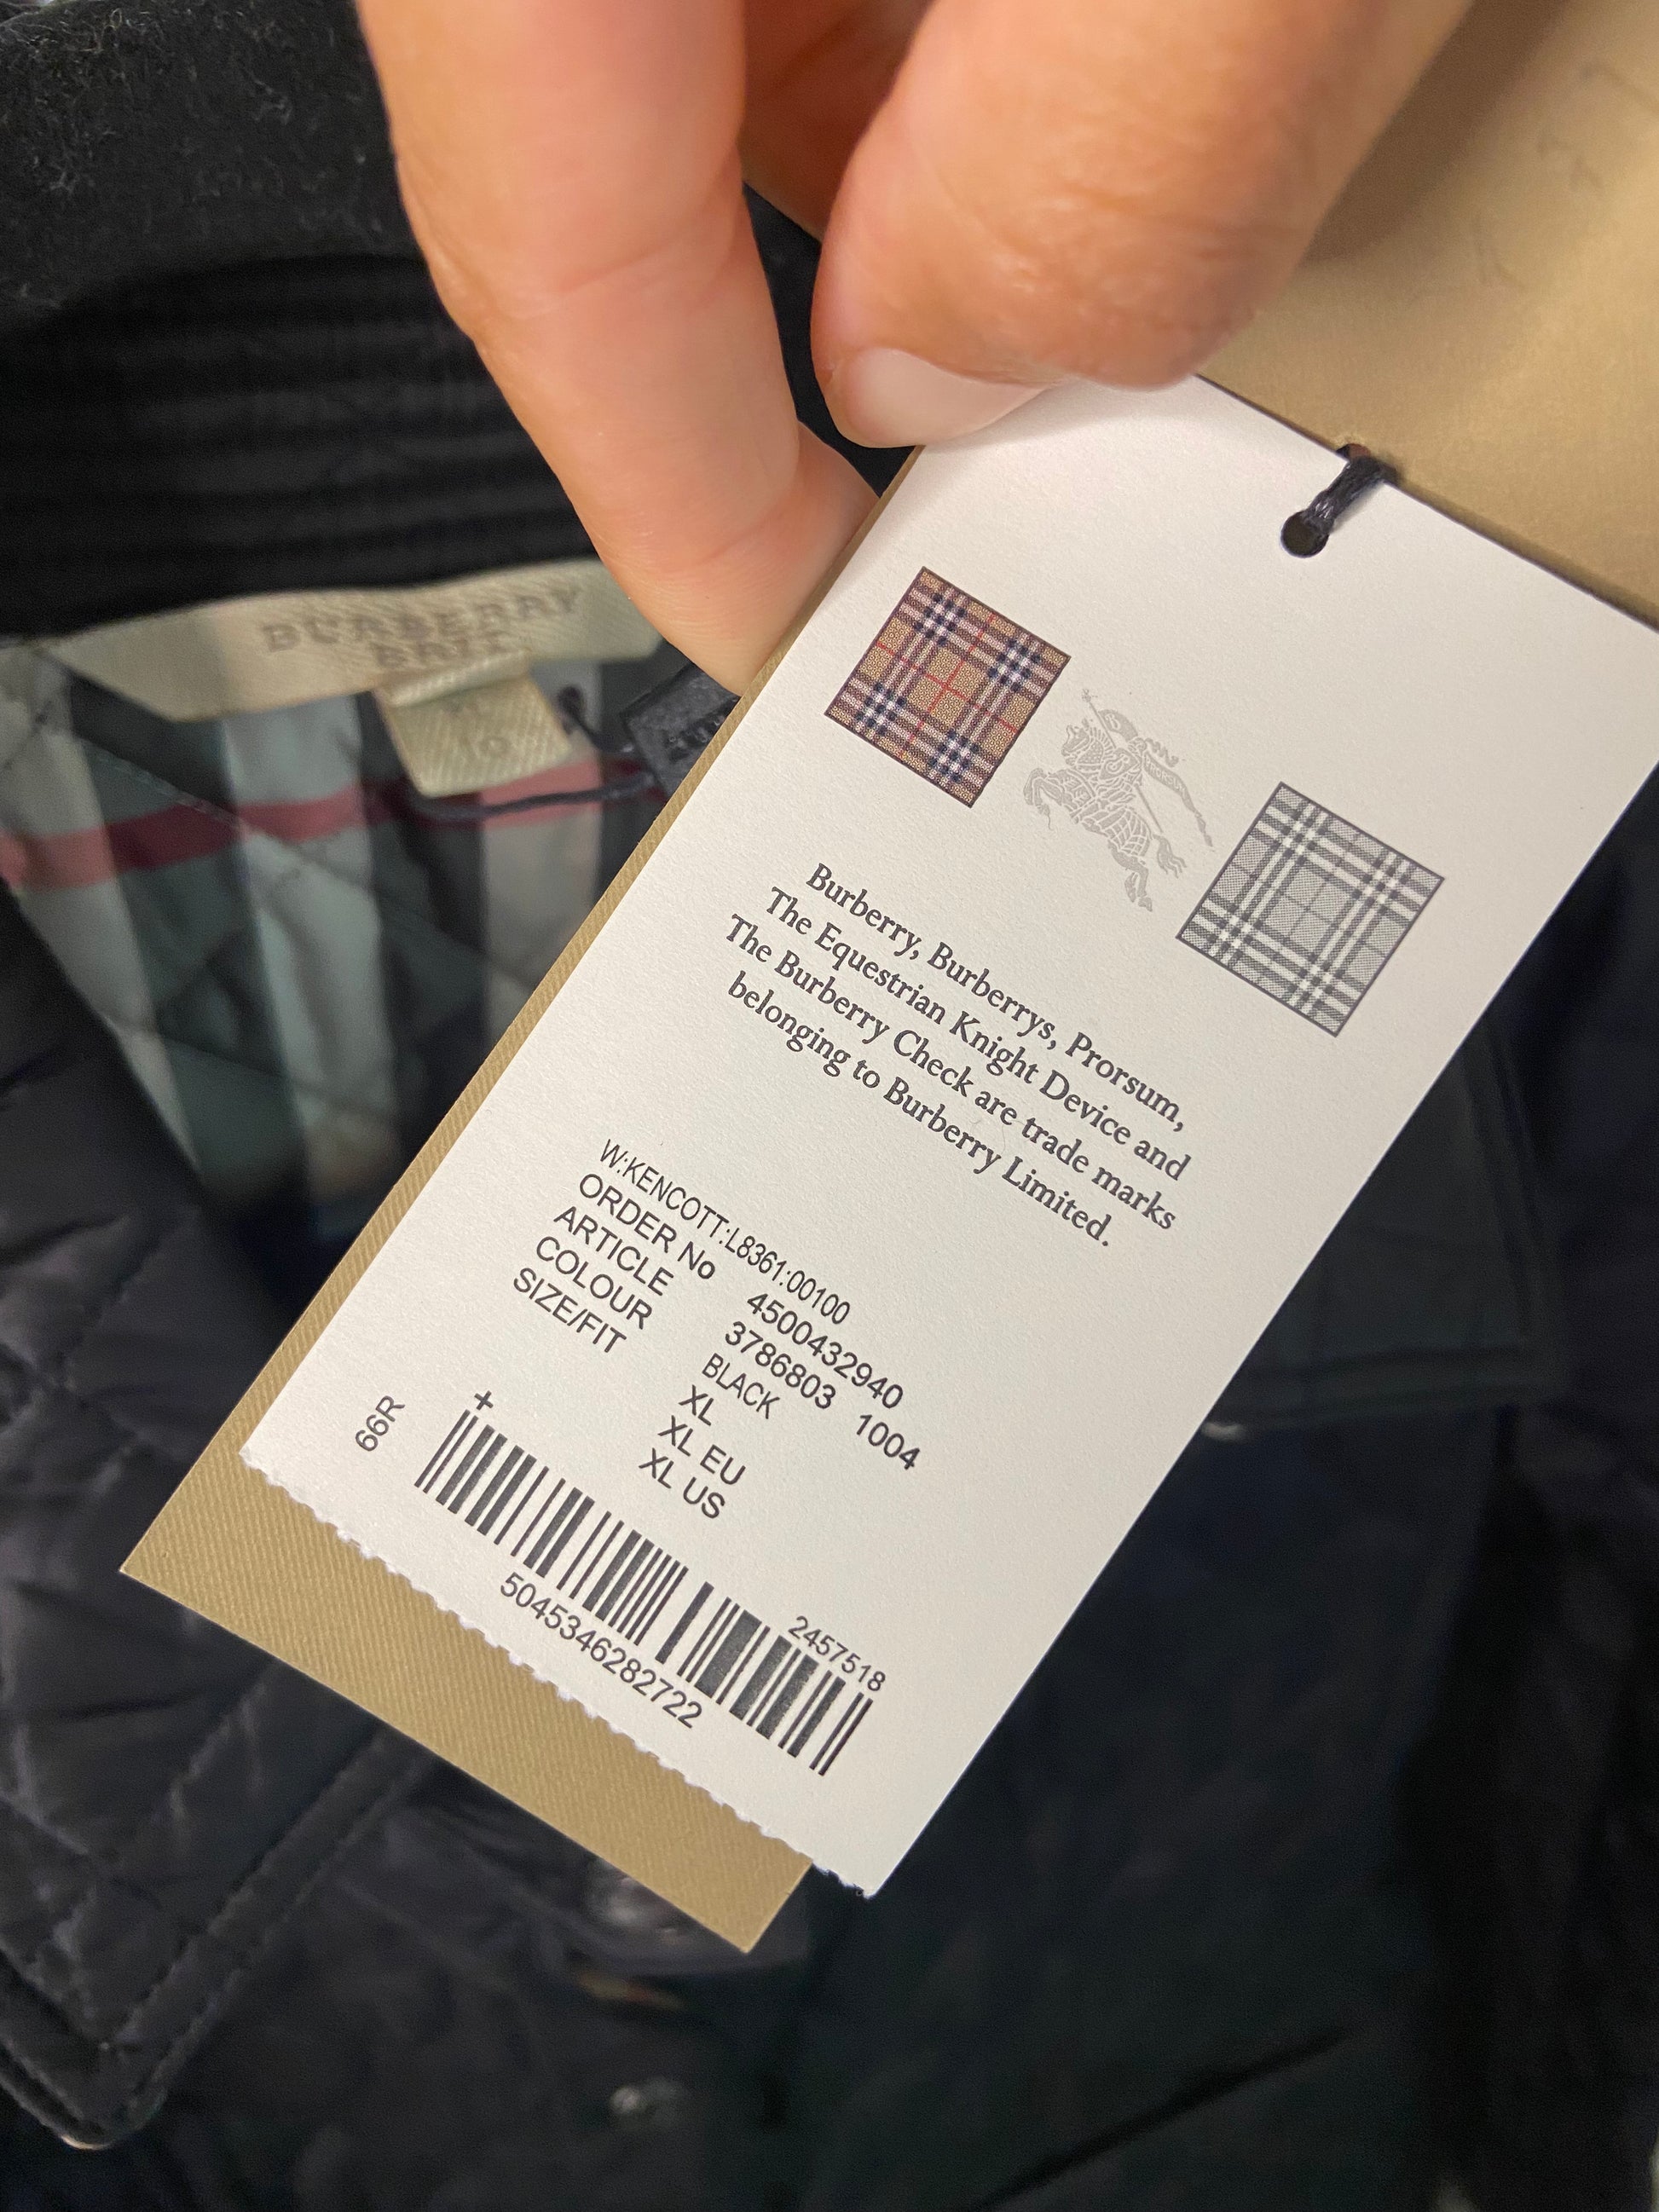 BURBERRY
BRIT
Burberry, Burberrys, Prorsum,
The Equestrian Knight Device and
The Burberry Check are trade marks
belonging to Burberry Limited.
W:KENCOTT:L8361:00100
ORDER No 4500432940
ARTICLE 3786803 1004
COLOUR BLACK
SIZE/FIT XL
XL EU
XL US
66R
+
2457518
5045346282722